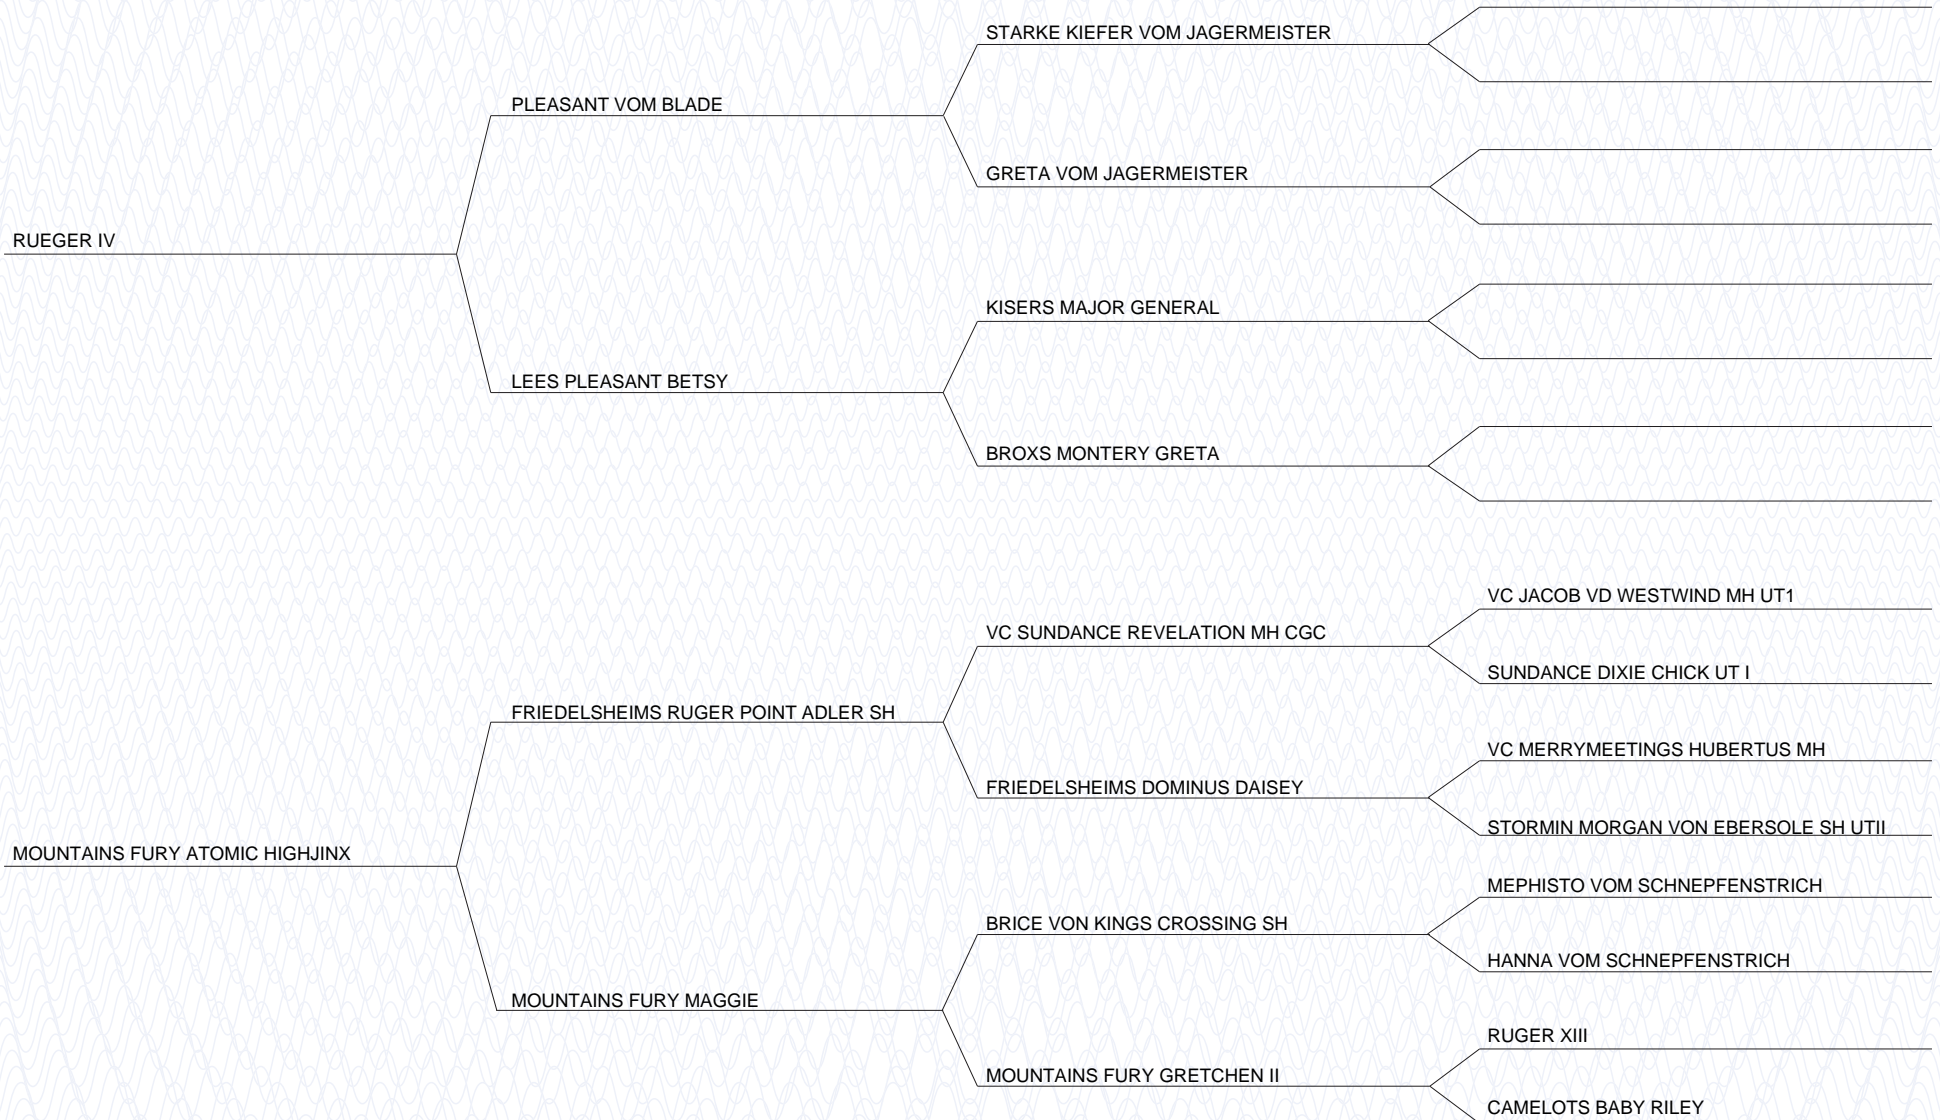 STARKE KIEFER VOM JAGERMEISTER
PLEASANT VOM BLADE
GRETA VOM JAGERMEISTER
RUEGER IV
KISERS MAJOR GENERAL
LEES PLEASANT BETSY
BROXS MONTERY GRETA
VC JACOB VD WESTWIND MH UT1
VC SUNDANCE REVELATION MH CGC
SUNDANCE DIXIE CHICK UT I
FRIEDELSHEIMS RUGER POINT ADLER SH
VC MERRYMEETINGS HUBERTUS MH
FRIEDELSHEIMS DOMINUS DAISEY
STORMIN MORGAN VON EBERSOLE SH UTII
MOUNTAINS FURY ATOMIC HIGHJINX
MEPHISTO VOM SCHNEPFENSTRICH
BRICE VON KINGS CROSSING SH
HANNA VOM SCHNEPFENSTRICH
MOUNTAINS FURY MAGGIE
RUGER XIII
MOUNTAINS FURY GRETCHEN II
CAMELOTS BABY RILEY